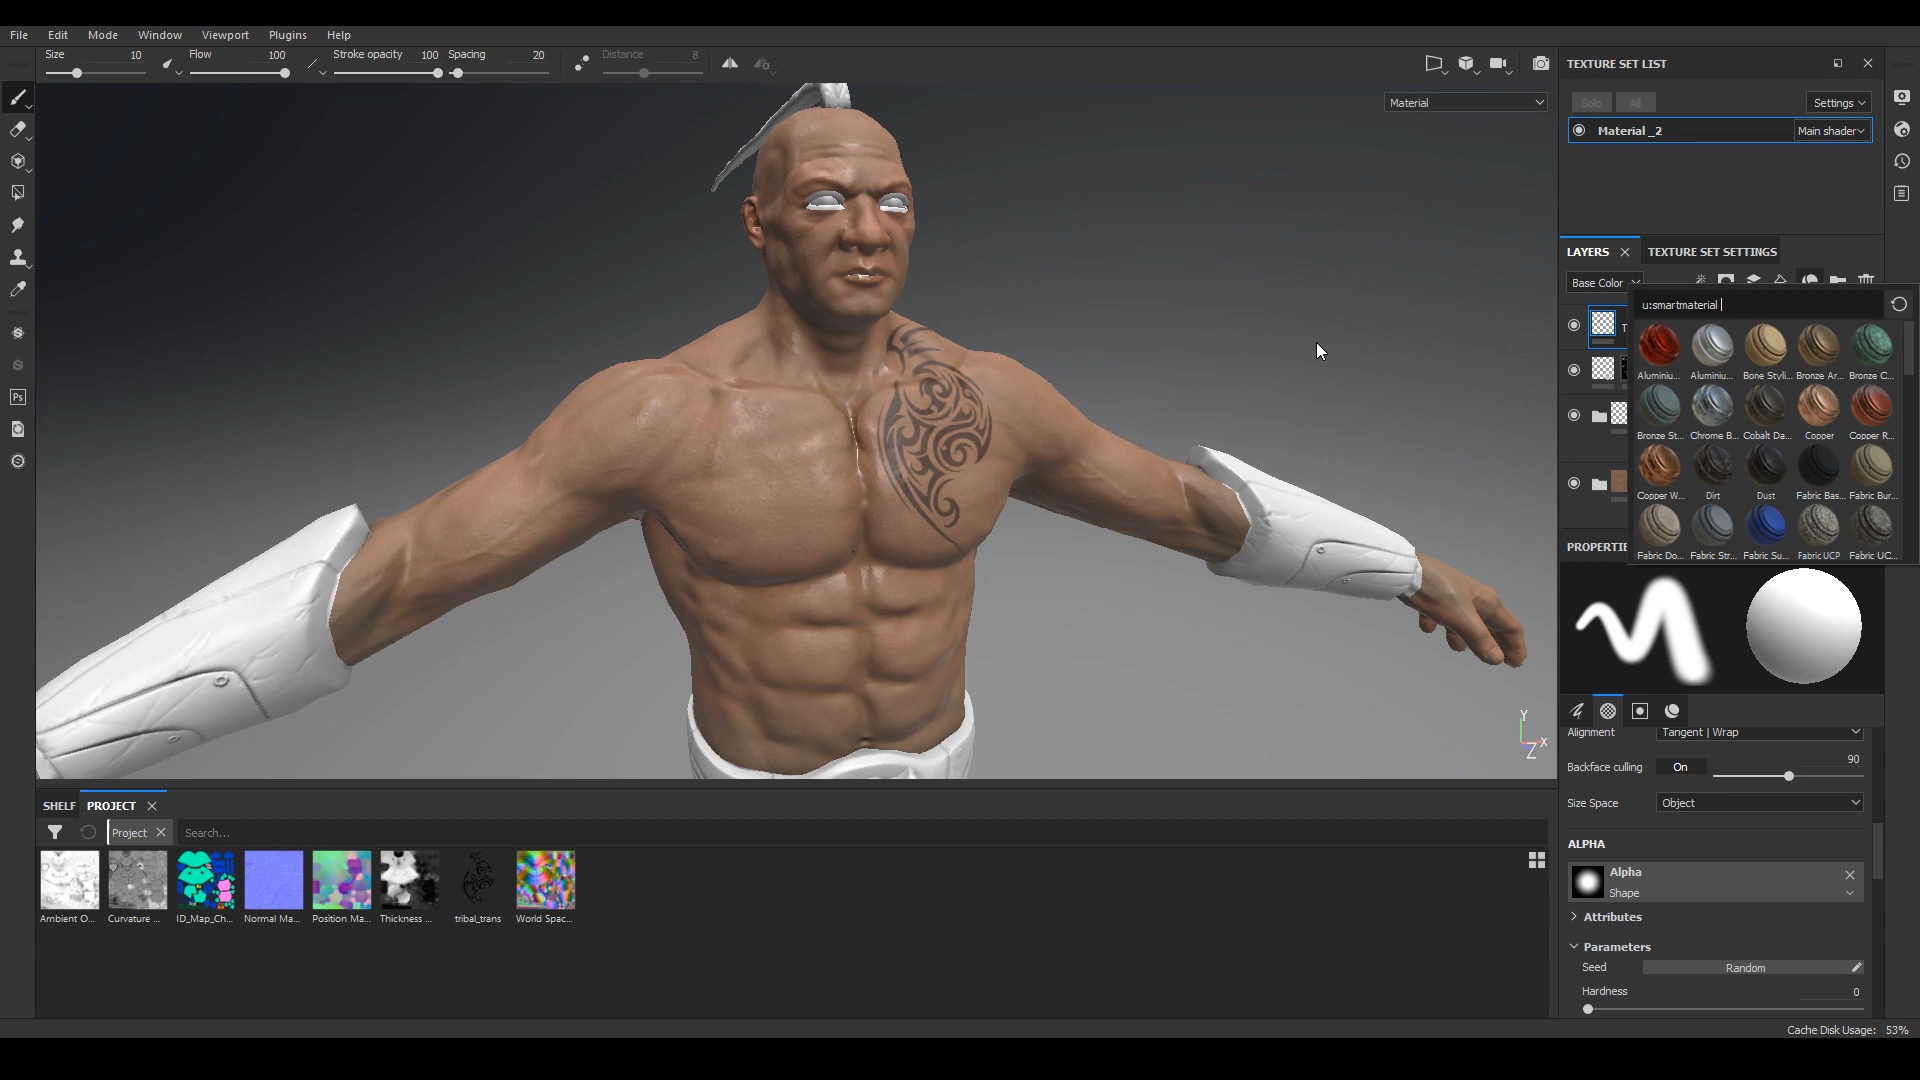 File Edit Mode Window Viewport Plugins Help
Size 10 Flow 100 Stroke opacity 100 Spacing 20 Distance 8
Material
TEXTURE SET LIST
Solo All Settings
Material _2 Main shader
LAYERS TEXTURE SET SETTINGS
Base Color
u:smartmaterial
T
Aluminiu... Aluminiu... Bone Styli... Bronze Ar... Bronze C...
Bronze St... Chrome B... Cobalt Da... Copper Copper R...
Copper W... Dirt Dust Fabric Bas... Fabric Bur...
Fabric Do... Fabric Str... Fabric Su... Fabric UCP Fabric UC...
PROPERTIE
Ps
Alignment Tangent | Wrap
Backface culling On 90
Size Space Object
ALPHA
Alpha
Shape
Attributes
Parameters
Seed Random
Hardness 0
Y
X
Z
SHELF PROJECT
Project Search...
Ambient O... Curvature ... ID_Map_Ch... Normal Ma... Position Ma... Thickness ... tribal_trans World Spac...
Cache Disk Usage: 53%